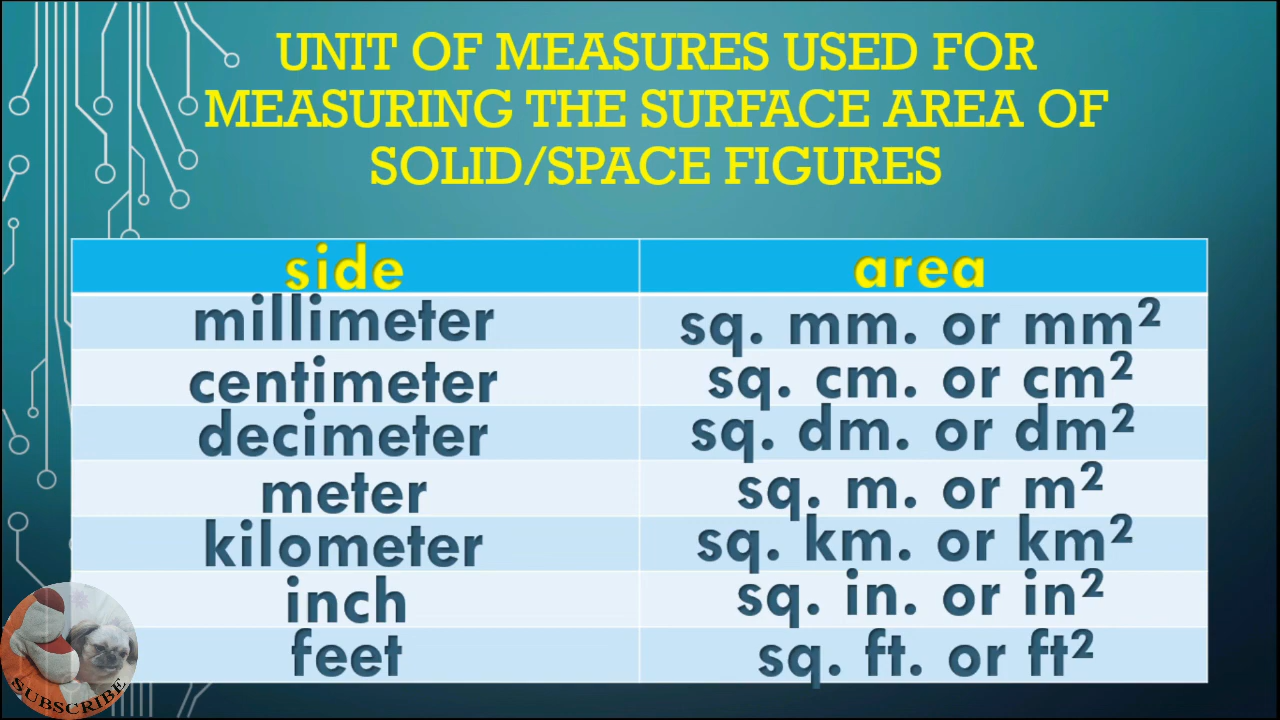 UNIT OF MEASURES USED FOR
MEASURING THE SURFACE AREA OF
SOLID/SPACE FIGURES
side area
millimeter sq. mm. or mm²
centimeter sq. cm. or cm²
decimeter sq. dm. or dm²
meter sq. m. or m²
kilometer sq. km. or km²
inch sq. in. or in²
feet sq. ft. or ft²
SUBSCRIBE